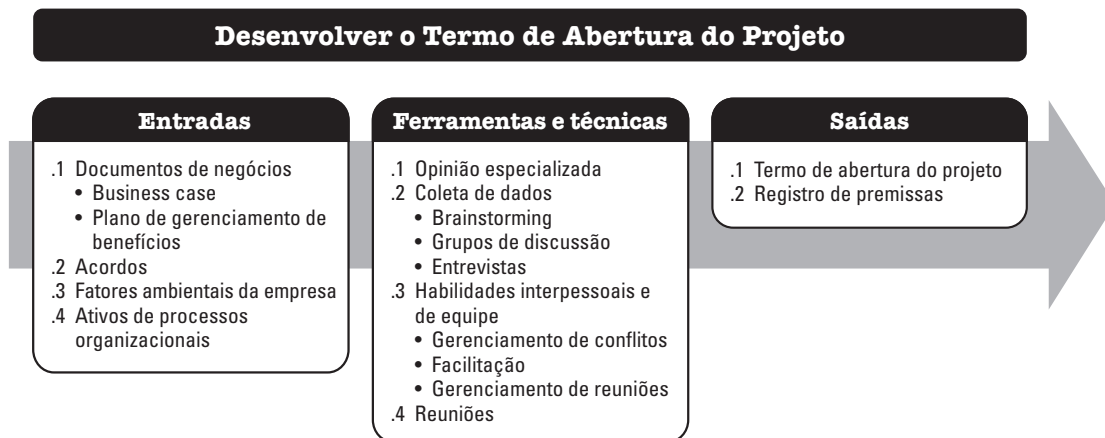 Desenvolver o Termo de Abertura do Projeto
Entradas
.1 Documentos de negócios
• Business case
• Plano de gerenciamento de
benefícios
.2 Acordos
.3 Fatores ambientais da empresa
.4 Ativos de processos
organizacionais
Ferramentas e técnicas
.1 Opinião especializada
.2 Coleta de dados
• Brainstorming
• Grupos de discussão
• Entrevistas
.3 Habilidades interpessoais e
de equipe
• Gerenciamento de conflitos
• Facilitação
• Gerenciamento de reuniões
.4 Reuniões
Saídas
.1 Termo de abertura do projeto
.2 Registro de premissas